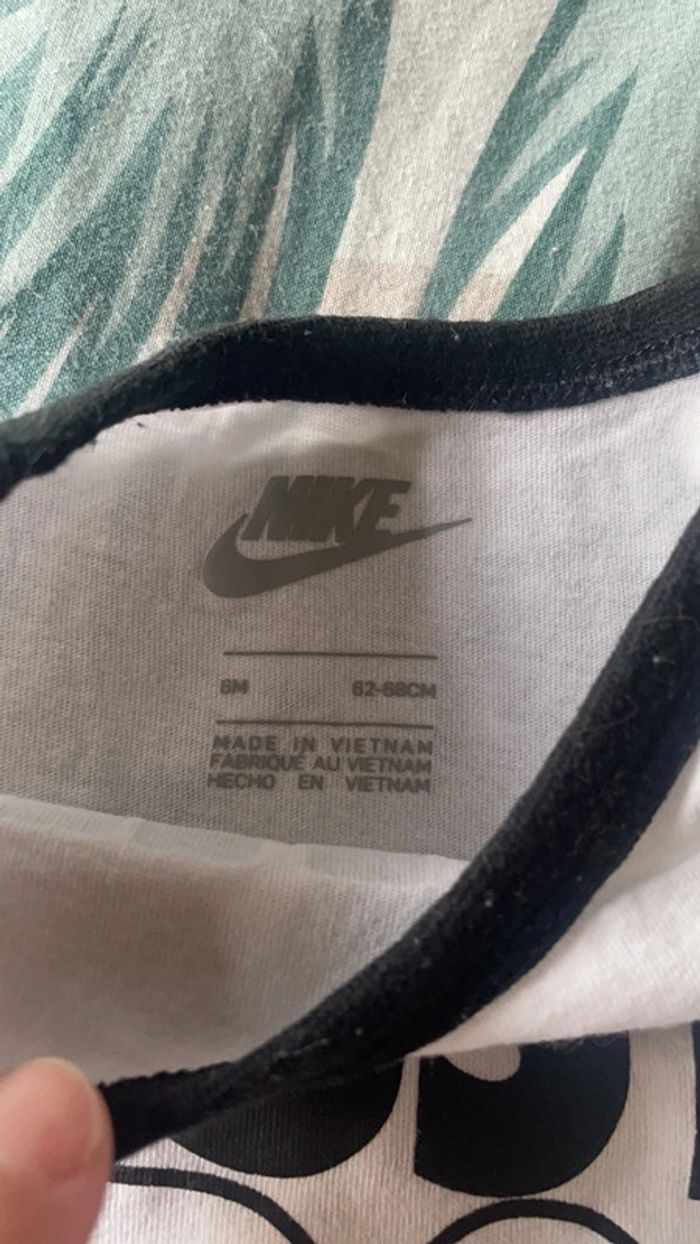 NIKE
6M 62-68CM
MADE IN VIETNAM
FABRIQUÉ AU VIETNAM
HECHO EN VIETNAM